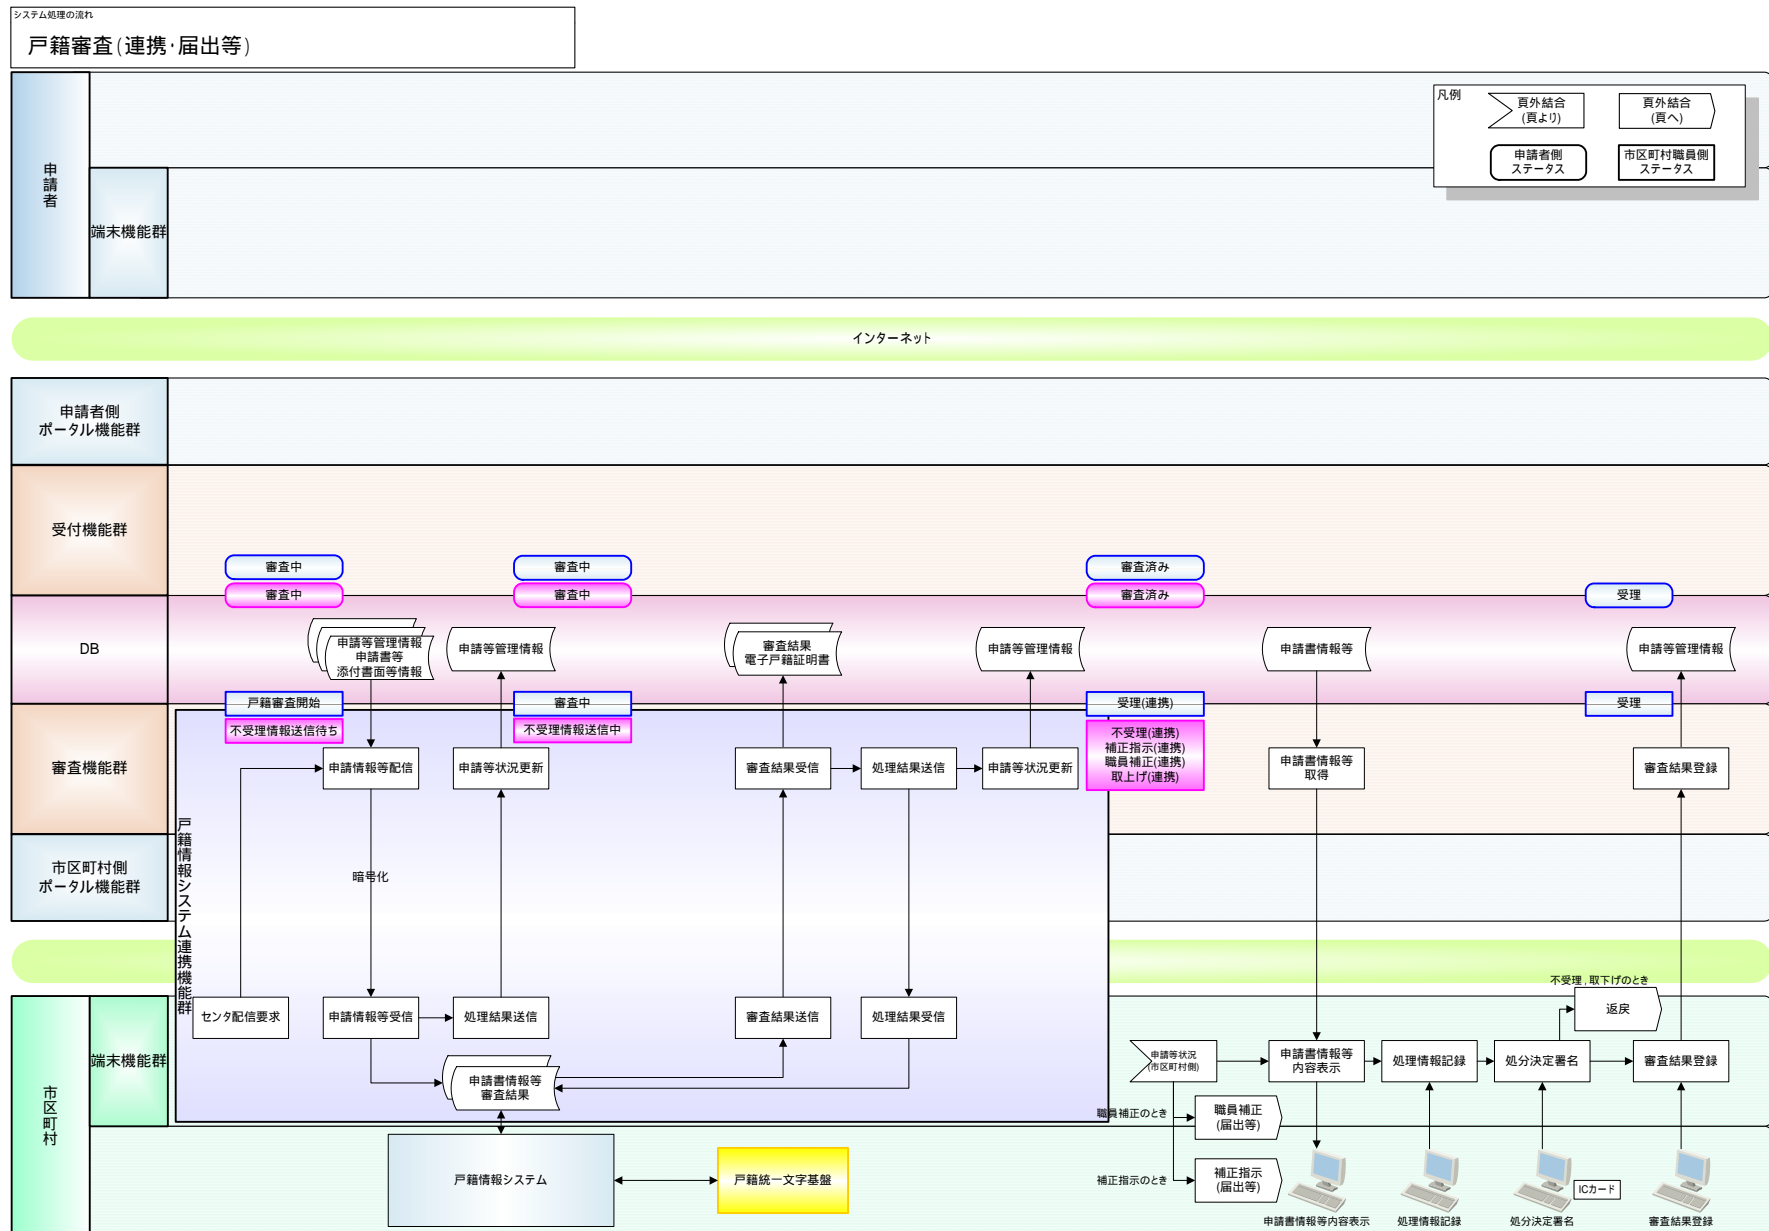 システム処理の流れ
戸籍審査(連携・届出等)
凡例
頁外結合
(頁より)
頁外結合
(頁へ)
申請者側
ステータス
市区町村職員側
ステータス
申請者
端末機能群
インターネット
申請者側
ポータル機能群
受付機能群
審査中
審査中
審査済み
審査中
審査中
審査済み
受理
DB
申請等管理情報
申請書等
添付書面等情報
申請等管理情報
審査結果
電子戸籍証明書
申請等管理情報
申請書情報等
申請等管理情報
戸籍審査開始
審査中
受理(連携)
受理
不受理情報送信待ち
不受理情報送信中
不受理(連携)
補正指示(連携)
職員補正(連携)
取上げ(連携)
審査機能群
申請情報等配信
申請等状況更新
審査結果受信
処理結果送信
申請等状況更新
申請書情報等
取得
審査結果登録
戸籍情報システム連携機能群
市区町村側
ポータル機能群
暗号化
不受理,取下げのとき
市区町村
端末機能群
センタ配信要求
申請情報等受信
処理結果送信
審査結果送信
処理結果受信
返戻
申請等状況
(市区町村側)
申請書情報等
内容表示
処理情報記録
処分決定署名
審査結果登録
申請書情報等
審査結果
職員補正のとき
職員補正
(届出等)
戸籍情報システム
戸籍統一文字基盤
補正指示のとき
補正指示
(届出等)
ICカード
申請書情報等内容表示
処理情報記録
処分決定署名
審査結果登録